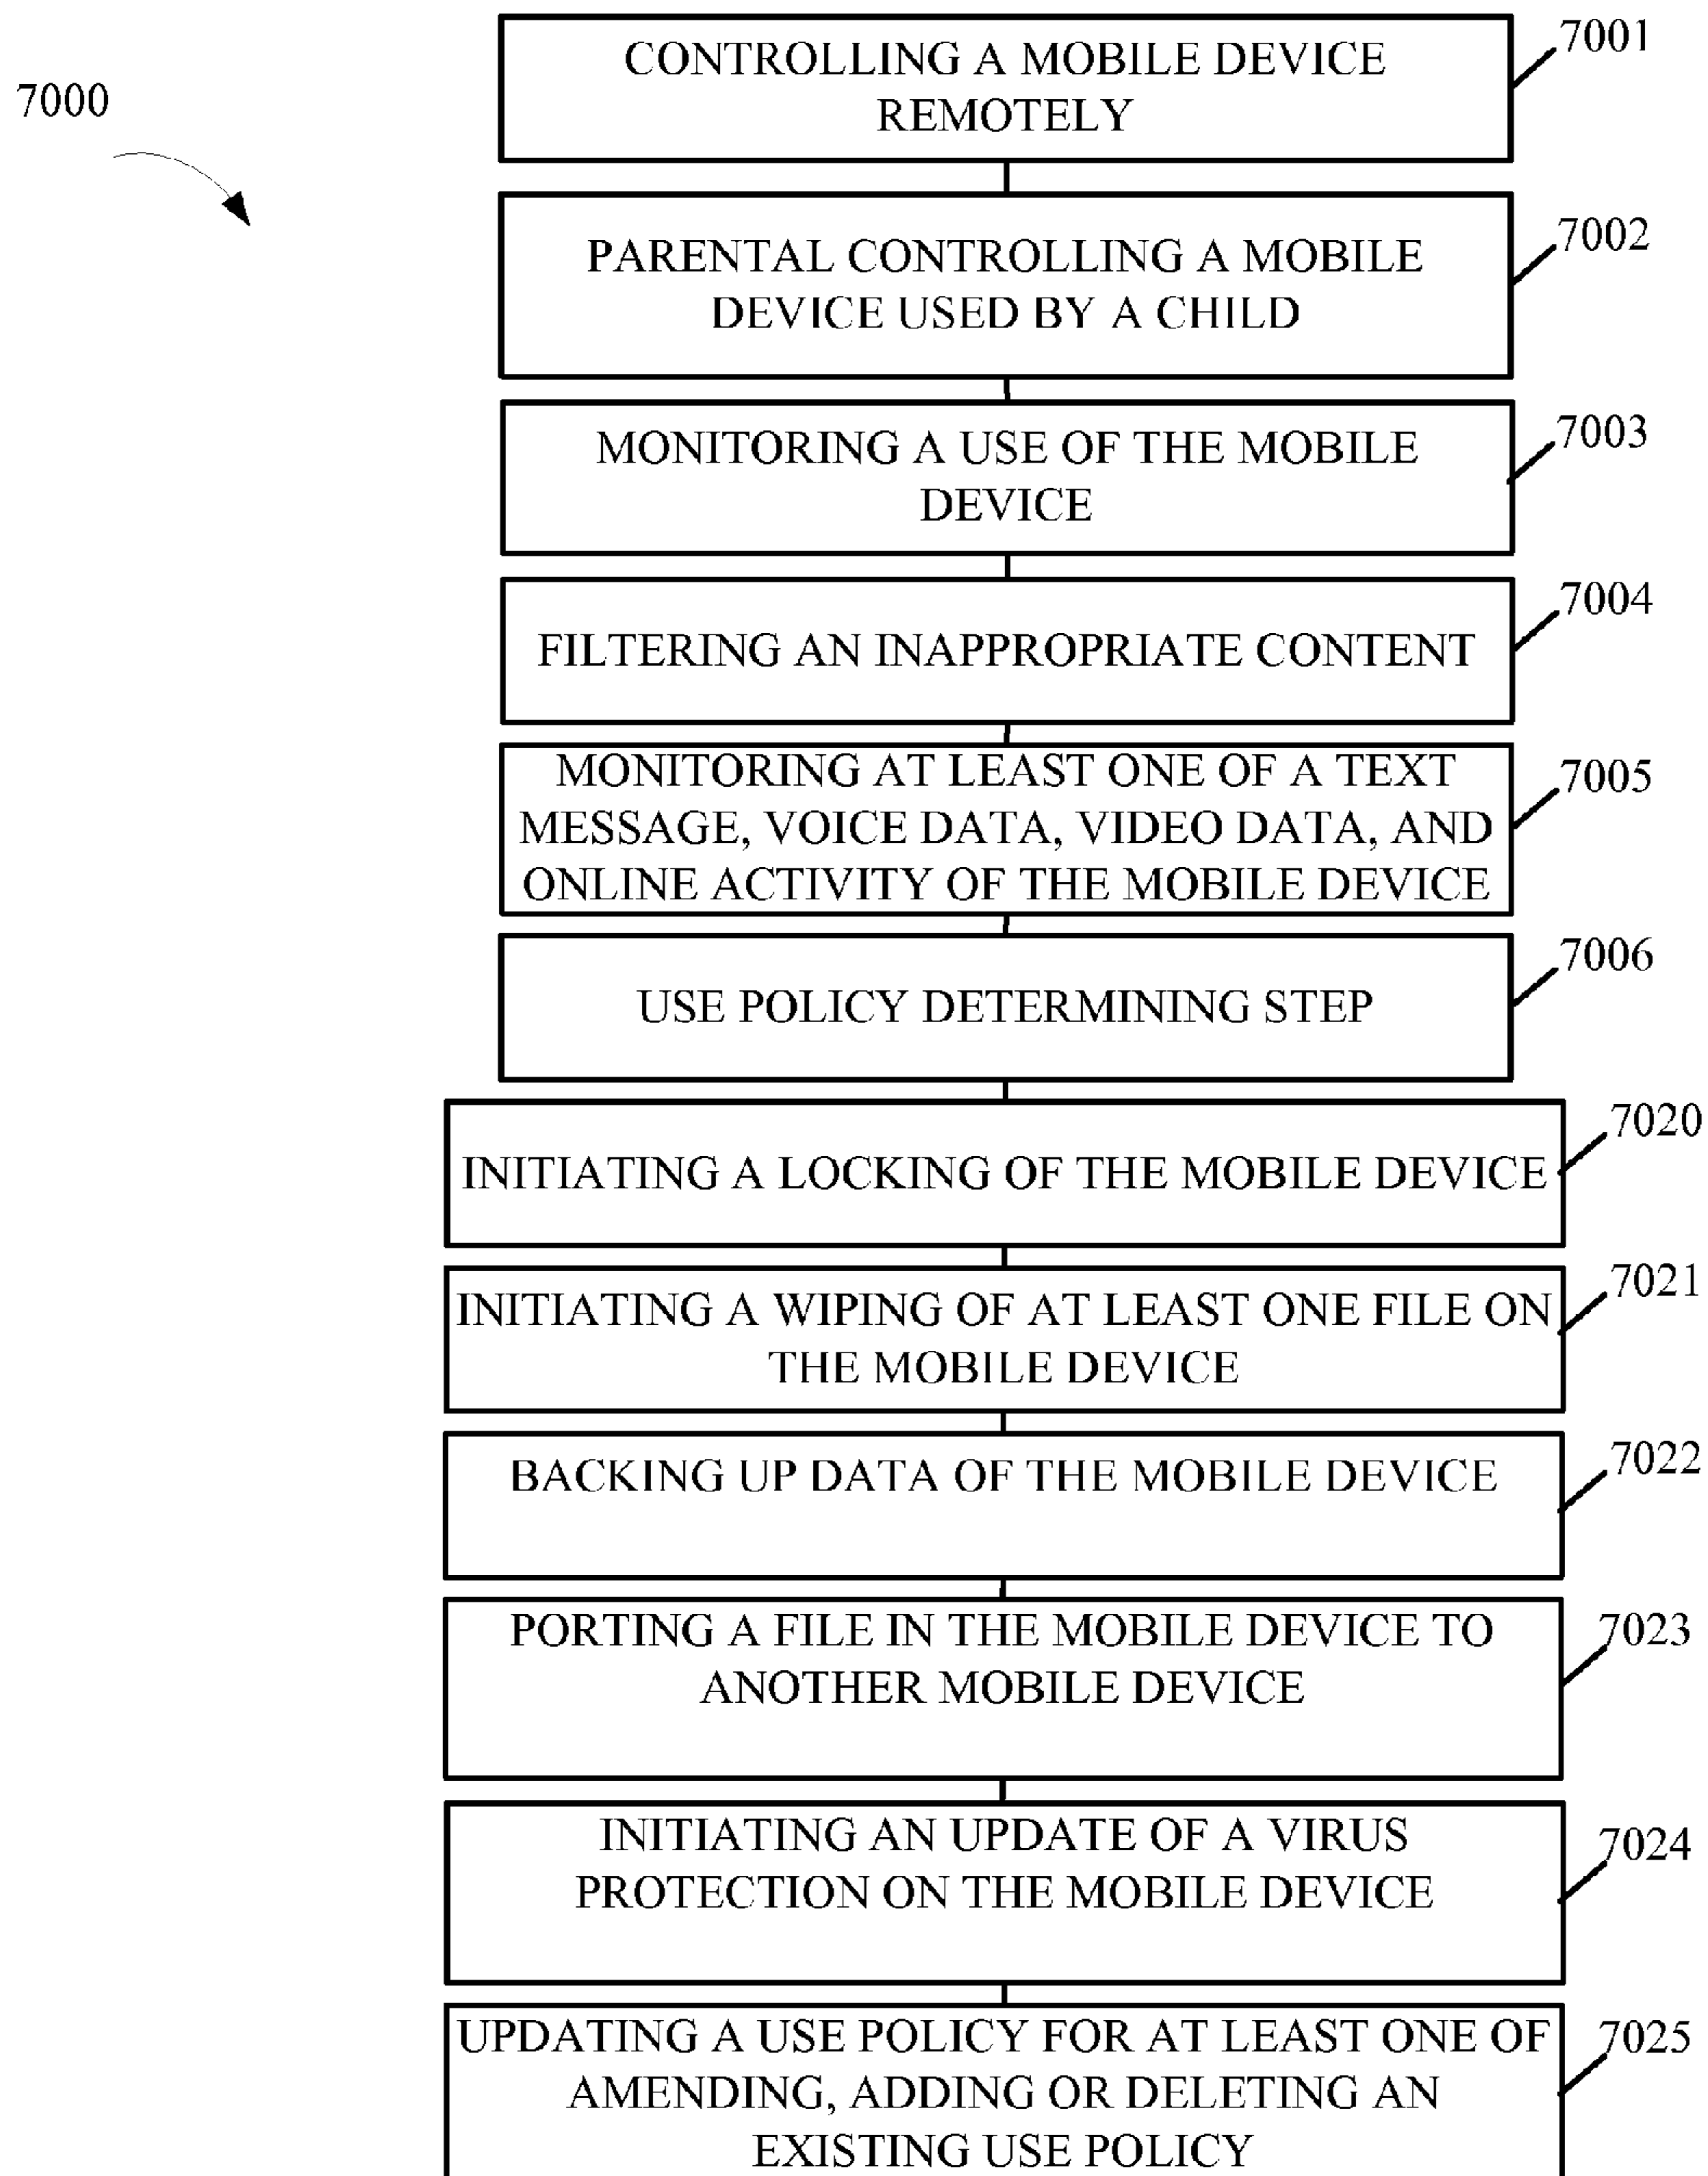 7000
CONTROLLING A MOBILE DEVICE
REMOTELY
7001
PARENTAL CONTROLLING A MOBILE
DEVICE USED BY A CHILD
7002
MONITORING A USE OF THE MOBILE
DEVICE
7003
FILTERING AN INAPPROPRIATE CONTENT
7004
MONITORING AT LEAST ONE OF A TEXT
MESSAGE, VOICE DATA, VIDEO DATA, AND
ONLINE ACTIVITY OF THE MOBILE DEVICE
7005
USE POLICY DETERMINING STEP
7006
INITIATING A LOCKING OF THE MOBILE DEVICE
7020
INITIATING A WIPING OF AT LEAST ONE FILE ON
THE MOBILE DEVICE
7021
BACKING UP DATA OF THE MOBILE DEVICE
7022
PORTING A FILE IN THE MOBILE DEVICE TO
ANOTHER MOBILE DEVICE
7023
INITIATING AN UPDATE OF A VIRUS
PROTECTION ON THE MOBILE DEVICE
7024
UPDATING A USE POLICY FOR AT LEAST ONE OF
AMENDING, ADDING OR DELETING AN
EXISTING USE POLICY
7025